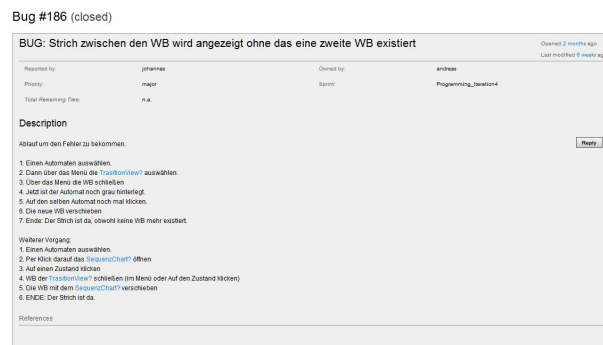 Bug #186 (closed)
BUG: Strich zwischen den WB wird angezeigt ohne das eine zweite WB existiert
Opened 2 months ago
Last modified 6 weeks ag
Reported by: johannes Owned by: andreas
Priority: major Sprint: Programming_Iteration4
Total Remaining Time: n.a.
Description
Ablauf um den Fehler zu bekommen.
Reply
1. Einen Automaten auswählen.
2. Dann über das Menü die TrasitionView? auswählen.
3. Über das Menü die WB schließen
4. Jetzt ist der Automat noch grau hinterlegt.
5. Auf den selben Automat noch mal klicken.
6. Die neue WB verschieben
7. Ende: Der Strich ist da, obwohl keine WB mehr existiert.
Weiterer Vorgang:
1. Einen Automaten auswählen,
2. Per Klick darauf das SequenzChart? öffnen
3. Auf einen Zustand klicken
4. WB der TrasitionView? schließen (im Menü oder Auf den Zustand klicken)
5. Die WB mit dem SequenzChart? verschieben
6. ENDE: Der Strich ist da.
References